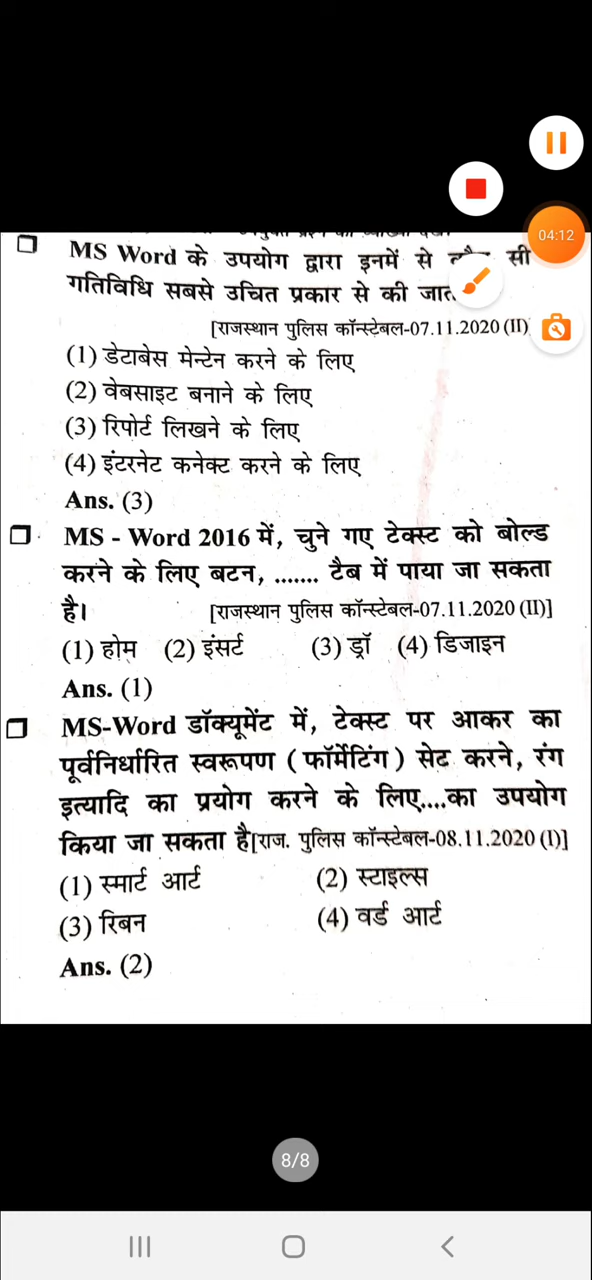 04:12
MS Word के उपयोग द्वारा इनमें से सी
गतिविधि सबसे उचित प्रकार से की
[राजस्थान पुलिस कॉन्स्टेबल-07.11.2020 (II)
(1) डेटाबेस मेन्टेन करने के लिए
(2) वेबसाइट बनाने के लिए
(3) रिपोर्ट लिखने के लिए
(4) इंटरनेट कनेक्ट करने के लिए
Ans. (3)
MS - Word 2016 में, चुने गए टेक्स्ट को बोल्ड
करने के लिए बटन, ....... टैब में पाया जा सकता
है। [राजस्थान पुलिस कॉन्स्टेबल-07.11.2020 (II)]
(1) होम (2) इंसर्ट (3) ड्रॉ (4) डिजाइन
Ans. (1)
MS-Word डॉक्यूमेंट में, टेक्स्ट पर आकर का
पूर्वनिर्धारित स्वरूपण (फॉर्मेटिंग) सेट करने, रंग
इत्यादि का प्रयोग करने के लिए....का उपयोग
किया जा सकता है[राज. पुलिस कॉन्स्टेबल-08.11.2020 (I)]
(1) स्मार्ट आर्ट (2) स्टाइल्स
(3) रिबन (4) वर्ड आर्ट
Ans. (2)
8/8